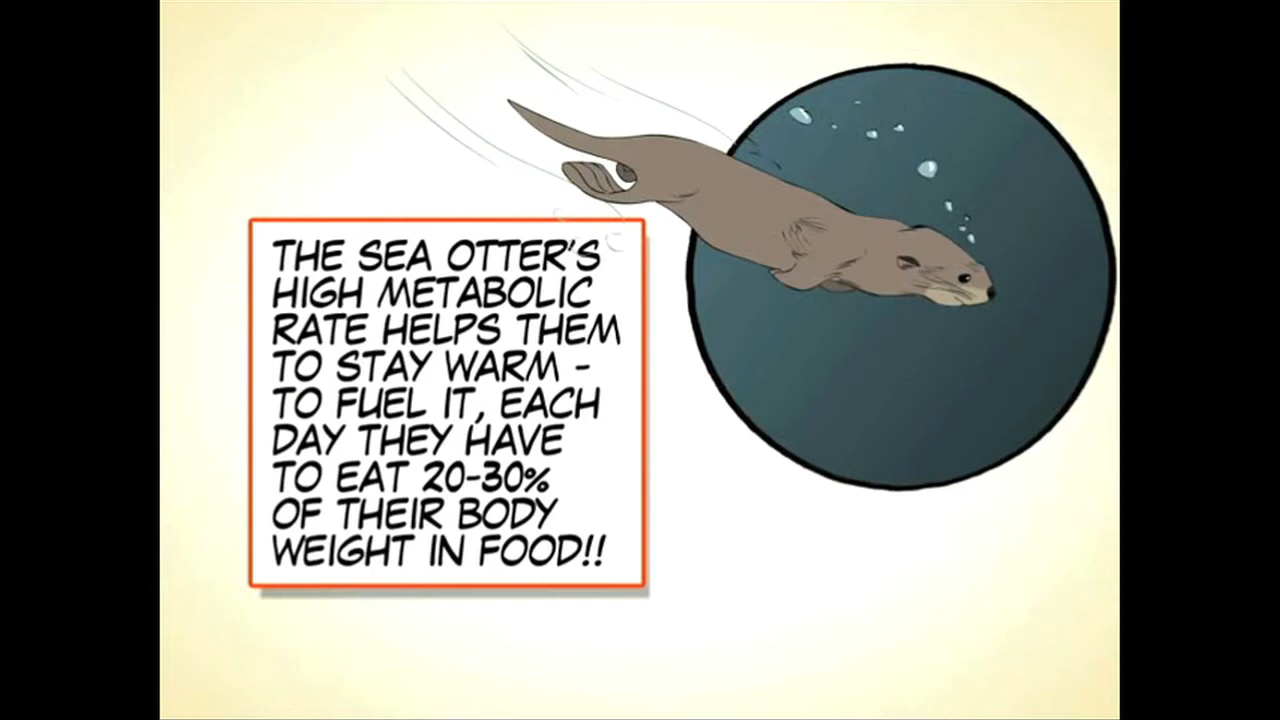 THE SEA OTTER'S
HIGH METABOLIC
RATE HELPS THEM
TO STAY WARM -
TO FUEL IT, EACH
DAY THEY HAVE
TO EAT 20-30%
OF THEIR BODY
WEIGHT IN FOOD!!